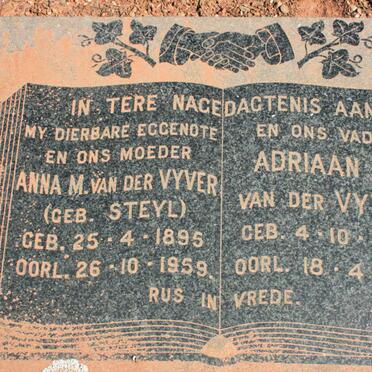 IN TERE NAGEDAGTENIS AAN
MY DIERBARE EGGENOTE
EN ONS MOEDER
ANNA M. VAN DER VYVER
(GEB. STEYL)
GEB. 25-4-1895
OORL. 26-10-1959.
EN ONS VAD
ADRIAAN
VAN DER VY
GEB. 4-10-
OORL. 18-4
RUS IN VREDE.